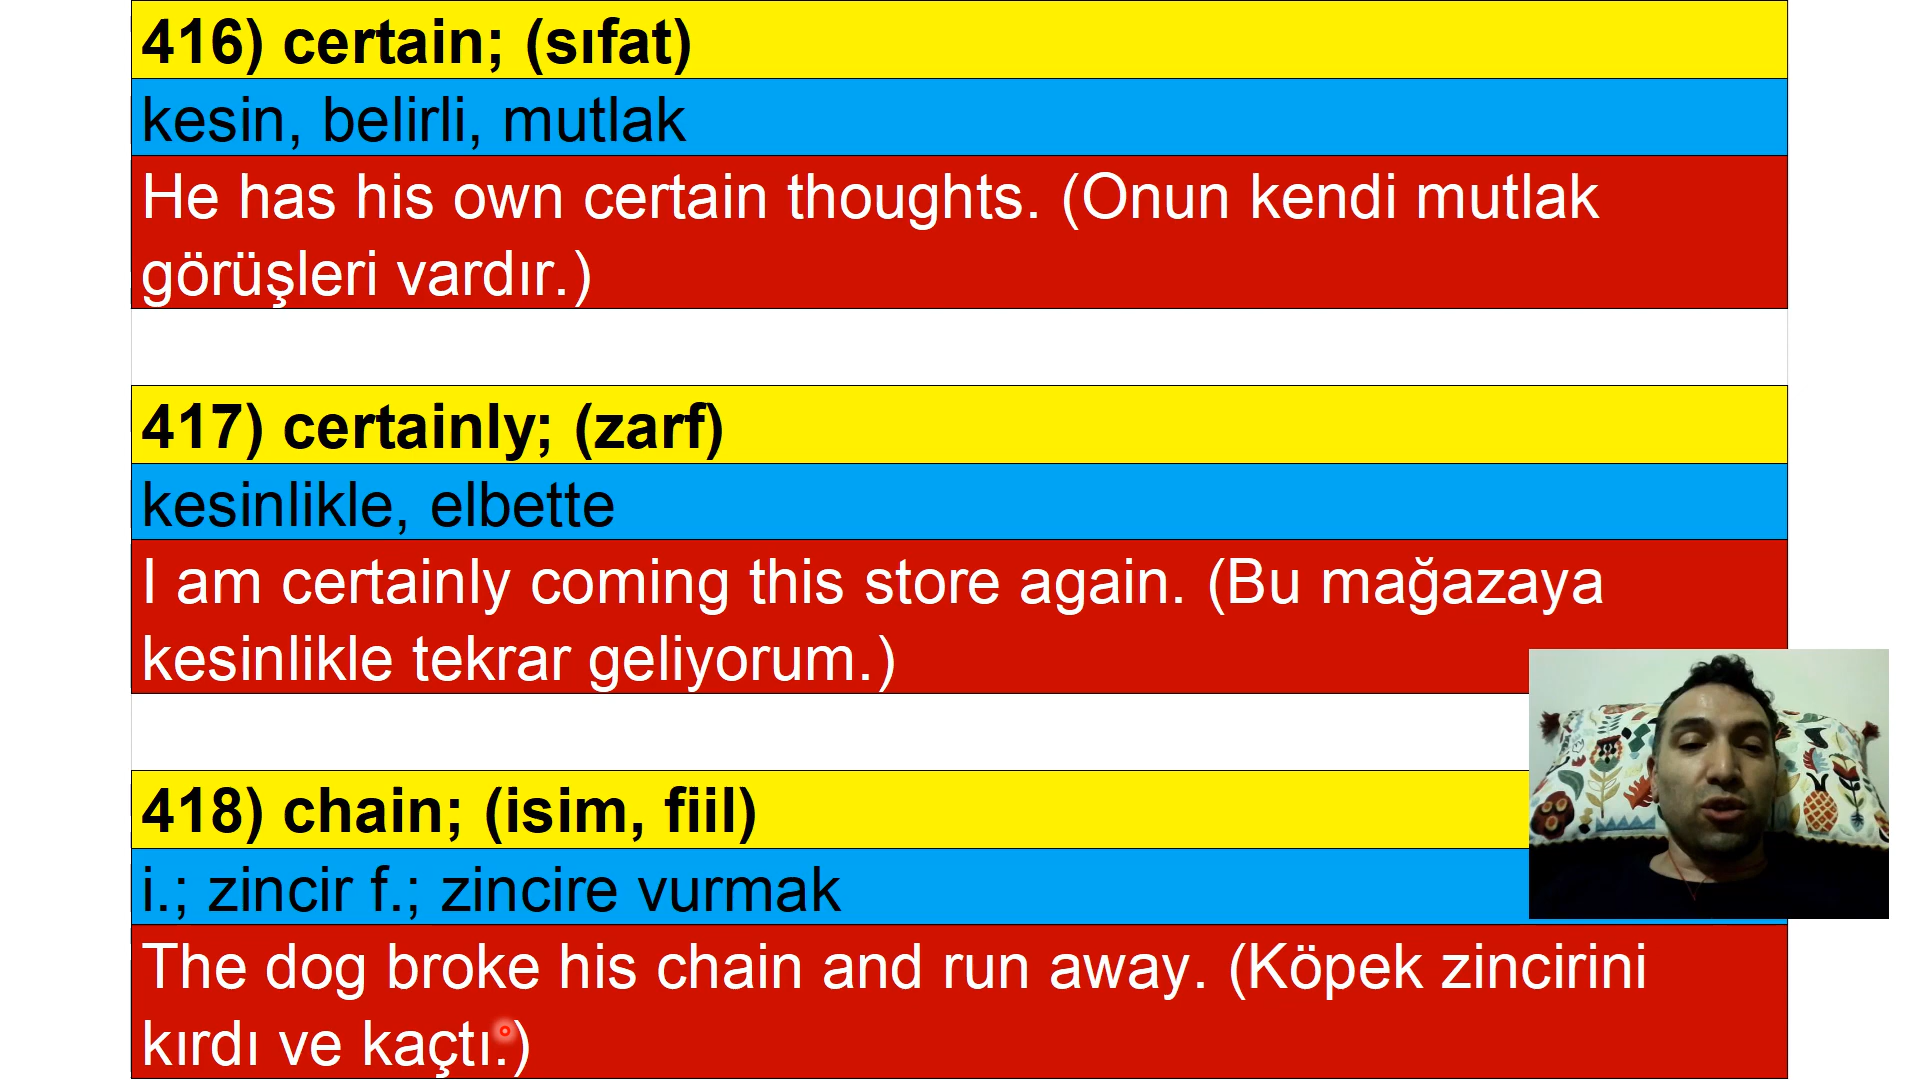 416) certain; (sıfat)
kesin, belirli, mutlak
He has his own certain thoughts. (Onun kendi mutlak
görüşleri vardır.)
417) certainly; (zarf)
kesinlikle, elbette
I am certainly coming this store again. (Bu mağazaya
kesinlikle tekrar geliyorum.)
418) chain; (isim, fiil)
i.; zincir f.; zincire vurmak
The dog broke his chain and run away. (Köpek zincirini
kırdı ve kaçtı.)